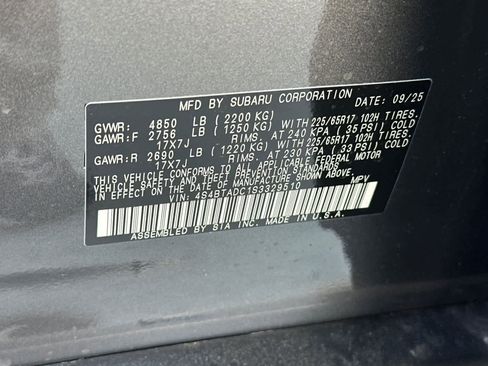 MFD BY SUBARU CORPORATION DATE: 09/25
GVWR: 4850 LB (2200 KG)
GAWR:F 2756 LB (1250 KG) WITH 225/65R17 102H TIRES.
17X7J RIMS. AT 240 KPA (35 PSI) COLD
GAWR:R 2690 LB (1220 KG) WITH 225/65R17 102H TIRES.
17X7J RIMS. AT 230 KPA (33 PSI) COLD
THIS VEHICLE CONFORMS TO ALL APPLICABLE FEDERAL MOTOR
VEHICLE SAFETY AND BUMPER STANDARDS IN EFFECT ON THE DATE OF
MANUFACTURE SHOWN ABOVE.
VIN: 4S4BTADC1S3329510 MPV
ASSEMBLED BY SIA INC. MADE IN U.S.A.